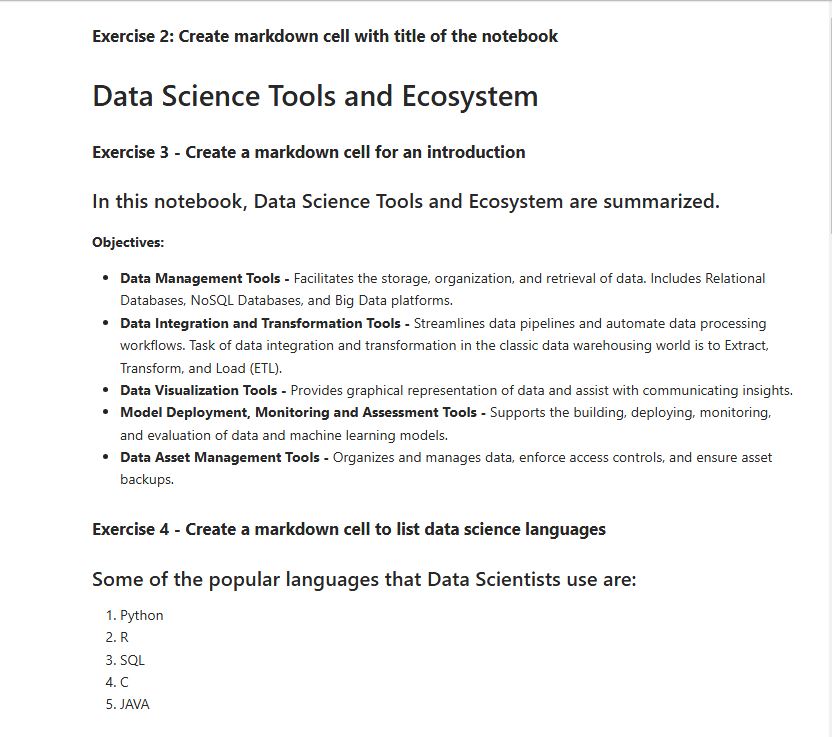 Exercise 2: Create markdown cell with title of the notebook
Data Science Tools and Ecosystem
Exercise 3 - Create a markdown cell for an introduction
In this notebook, Data Science Tools and Ecosystem are summarized.
Objectives:
• Data Management Tools - Facilitates the storage, organization, and retrieval of data. Includes Relational
Databases, NoSQL Databases, and Big Data platforms.
• Data Integration and Transformation Tools - Streamlines data pipelines and automate data processing
workflows. Task of data integration and transformation in the classic data warehousing world is to Extract,
Transform, and Load (ETL).
• Data Visualization Tools - Provides graphical representation of data and assist with communicating insights.
• Model Deployment, Monitoring and Assessment Tools - Supports the building, deploying, monitoring,
and evaluation of data and machine learning models.
• Data Asset Management Tools - Organizes and manages data, enforce access controls, and ensure asset
backups.
Exercise 4 - Create a markdown cell to list data science languages
Some of the popular languages that Data Scientists use are:
1. Python
2. R
3. SQL
4. C
5. JAVA